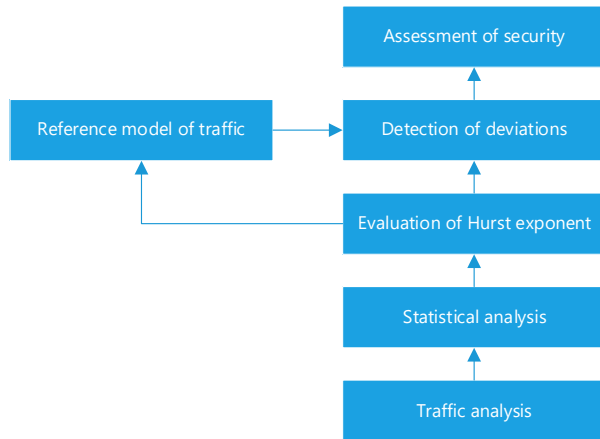 Assessment of security
Reference model of traffic
Detection of deviations
Evaluation of Hurst exponent
Statistical analysis
Traffic analysis